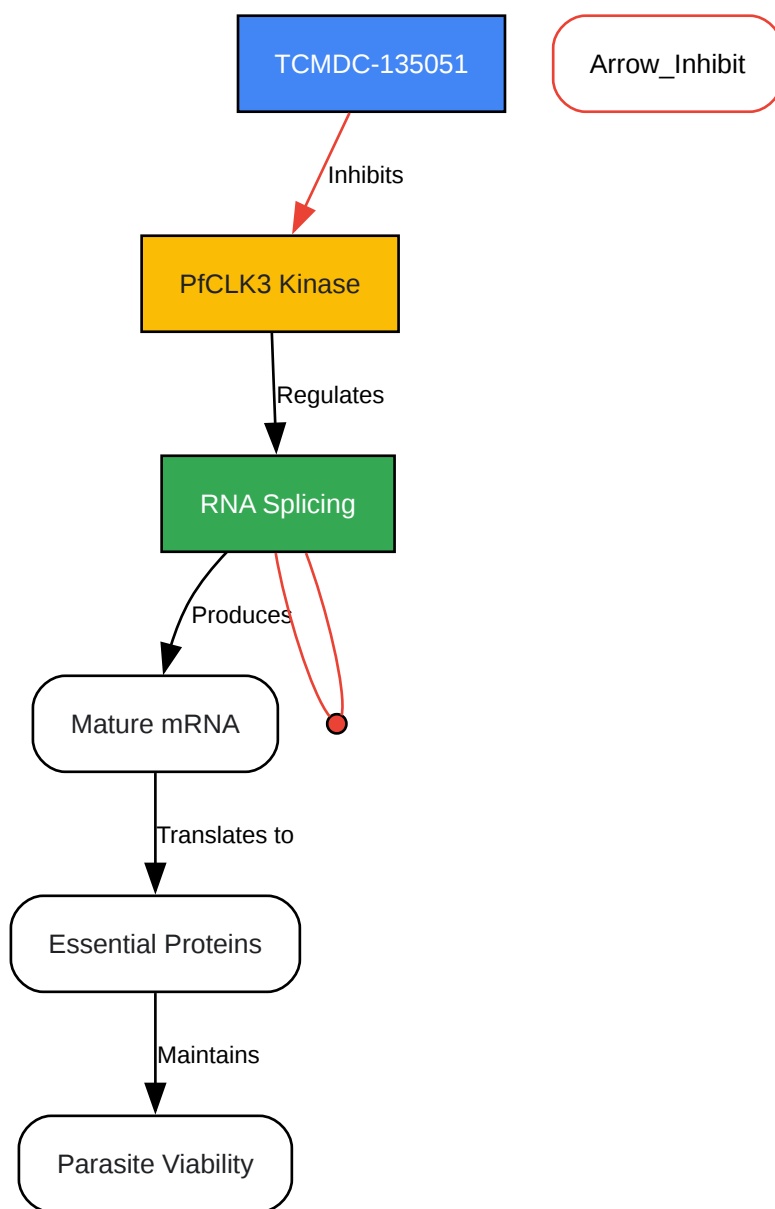 TCMDC-135051
Arrow_Inhibit
Inhibits
PfCLK3 Kinase
Regulates
RNA Splicing
Produces
Mature mRNA
Translates to
Essential Proteins
Maintains
Parasite Viability